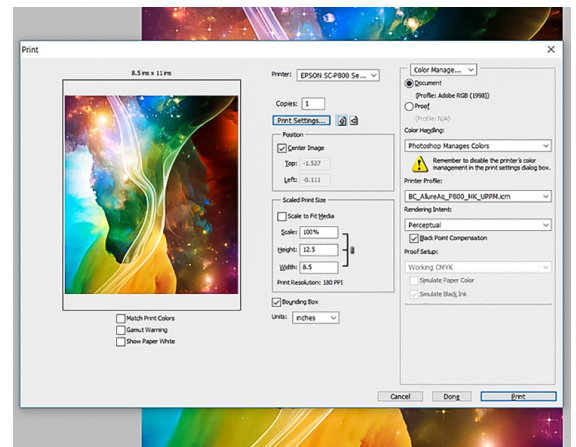 Print
8.5 ins x 11 ins
Match Print Colors
Gamut Warning
Show Paper White
Printer: EPSON SC-P800 Se...
Copies: 1
Print Settings...
Position
Center Image
Top: -1.527
Left: -0.111
Scaled Print Size
Scale to Fit Media
Scale: 100%
Height: 12.5
Width: 8.5
Print Resolution: 180 PPI
Bounding Box
Units: inches
Color Manage...
Document
(Profile: Adobe RGB (1998))
Proof
(Profile: N/A)
Color Handling:
Photoshop Manages Colors
Remember to disable the printer's color
management in the print settings dialog box.
Printer Profile:
BC_AllureAq_P800_MK_UPPM.icm
Rendering Intent:
Perceptual
Black Point Compensation
Proof Setup:
Working CMYK
Simulate Paper Color
Simulate Black Ink
Cancel
Done
Print